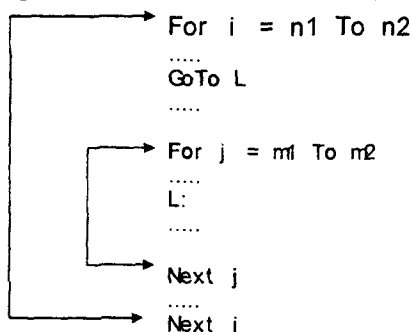 For i = n1 To n2
.....
GoTo L
.....
For j = m1 To m2
.....
L:
.....
Next j
.....
Next i